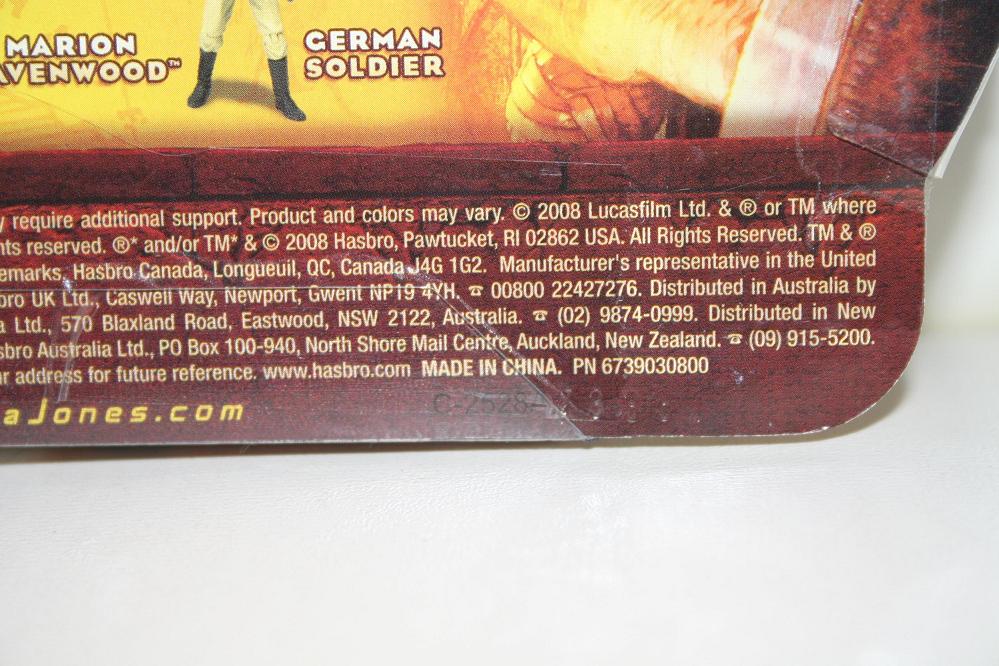 MARION
AVENWOOD™
GERMAN
SOLDIER
y require additional support. Product and colors may vary. © 2008 Lucasfilm Ltd. & ® or TM where
nts reserved. ®* and/or TM* & © 2008 Hasbro, Pawtucket, RI 02862 USA. All Rights Reserved. TM & ®
emarks, Hasbro Canada, Longueuil, QC, Canada J4G 1G2. Manufacturer's representative in the United
bro UK Ltd., Caswell Way, Newport, Gwent NP19 4YH. ☎ 00800 22427276. Distributed in Australia by
a Ltd., 570 Blaxland Road, Eastwood, NSW 2122, Australia. ☎ (02) 9874-0999. Distributed in New
sbro Australia Ltd., PO Box 100-940, North Shore Mail Centre, Auckland, New Zealand. ☎ (09) 915-5200.
ur address for future reference. www.hasbro.com MADE IN CHINA. PN 6739030800
aJones.com